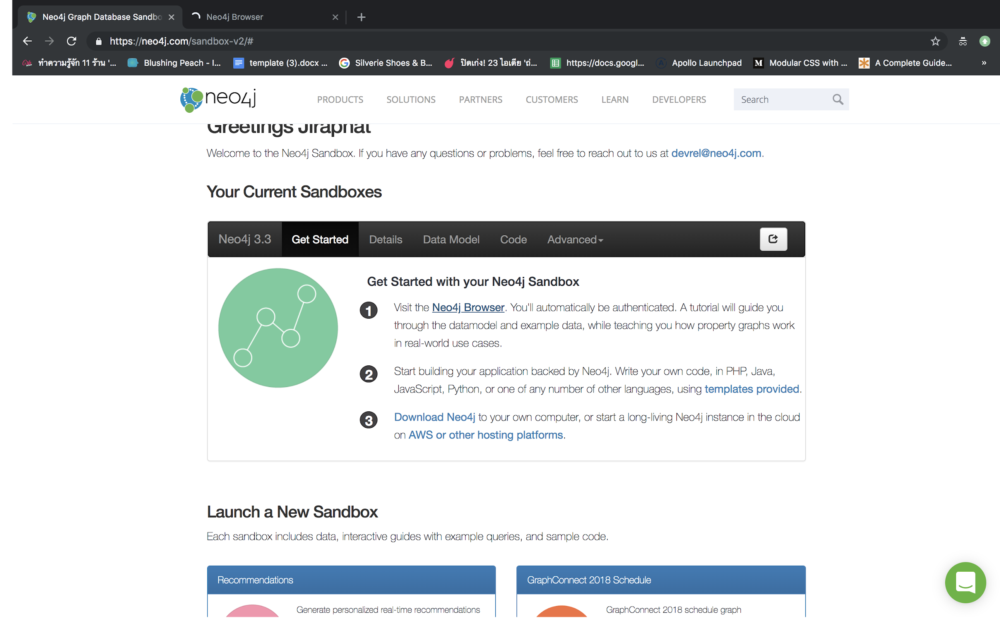 Neo4j Graph Database Sandbo
Neo4j Browser
https://neo4j.com/sandbox-v2/#
ทำความรู้จัก 11 ร้าน '...
Blushing Peach - I...
template (3).docx ...
Silverie Shoes & B...
ปิดเก่ง! 23 ไอเดีย 'ถ่...
https://docs.googl...
Apollo Launchpad
M
Modular CSS with ...
A Complete Guide...
»
neo4j
PRODUCTS
SOLUTIONS
PARTNERS
CUSTOMERS
LEARN
DEVELOPERS
Search
Greetings Jiraphat
Welcome to the Neo4j Sandbox. If you have any questions or problems, feel free to reach out to us at devrel@neo4j.com.
Your Current Sandboxes
Neo4j 3.3
Get Started
Details
Data Model
Code
Advanced
Get Started with your Neo4j Sandbox
1 Visit the Neo4j Browser. You'll automatically be authenticated. A tutorial will guide you
through the datamodel and example data, while teaching you how property graphs work
in real-world use cases.
2 Start building your application backed by Neo4j. Write your own code, in PHP, Java,
JavaScript, Python, or one of any number of other languages, using templates provided.
3 Download Neo4j to your own computer, or start a long-living Neo4j instance in the cloud
on AWS or other hosting platforms.
Launch a New Sandbox
Each sandbox includes data, interactive guides with example queries, and sample code.
Recommendations
Generate personalized real-time recommendations
GraphConnect 2018 Schedule
GraphConnect 2018 schedule graph